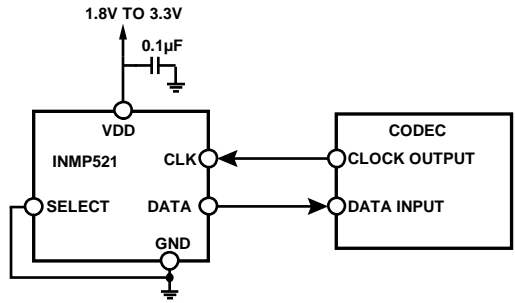 1.8V TO 3.3V
0.1µF
VDD
CODEC
INMP521
CLK
CLOCK OUTPUT
SELECT
DATA
DATA INPUT
GND